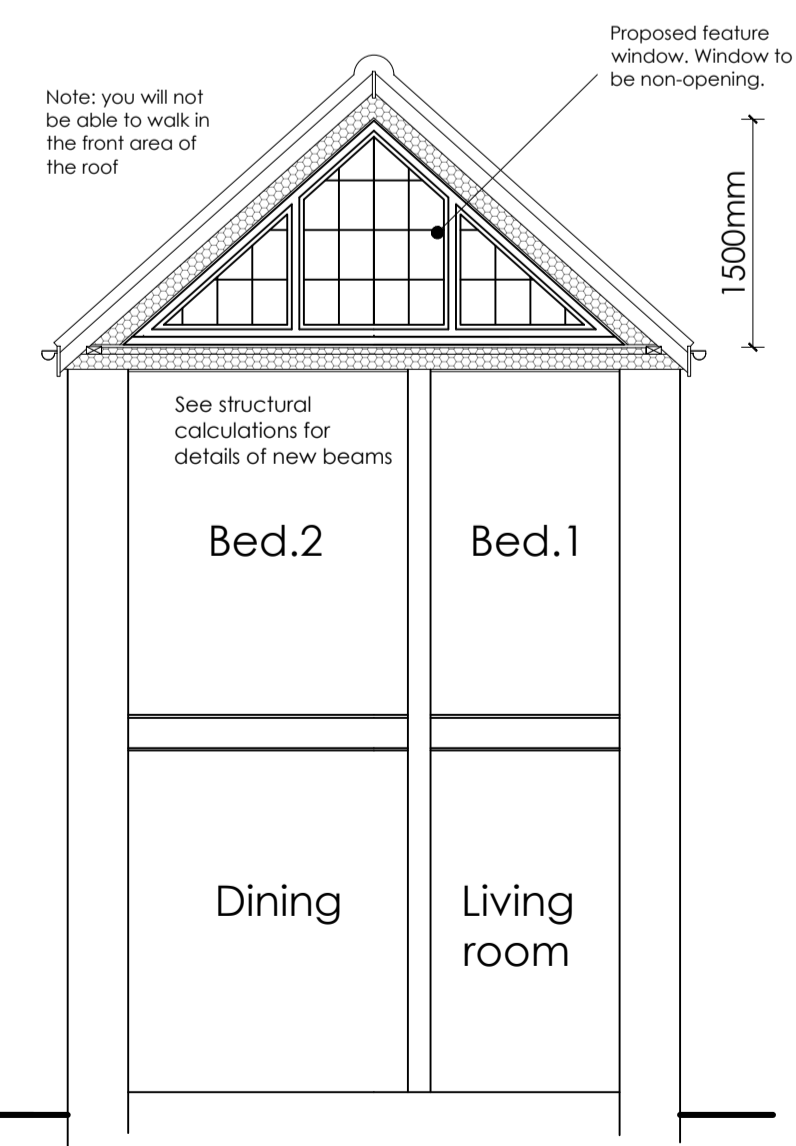 Proposed feature
window. Window to
be non-opening.
Note: you will not
be able to walk in
the front area of
the roof
1500mm
See structural
calculations for
details of new beams
Bed.2
Bed.1
Dining
Living
room